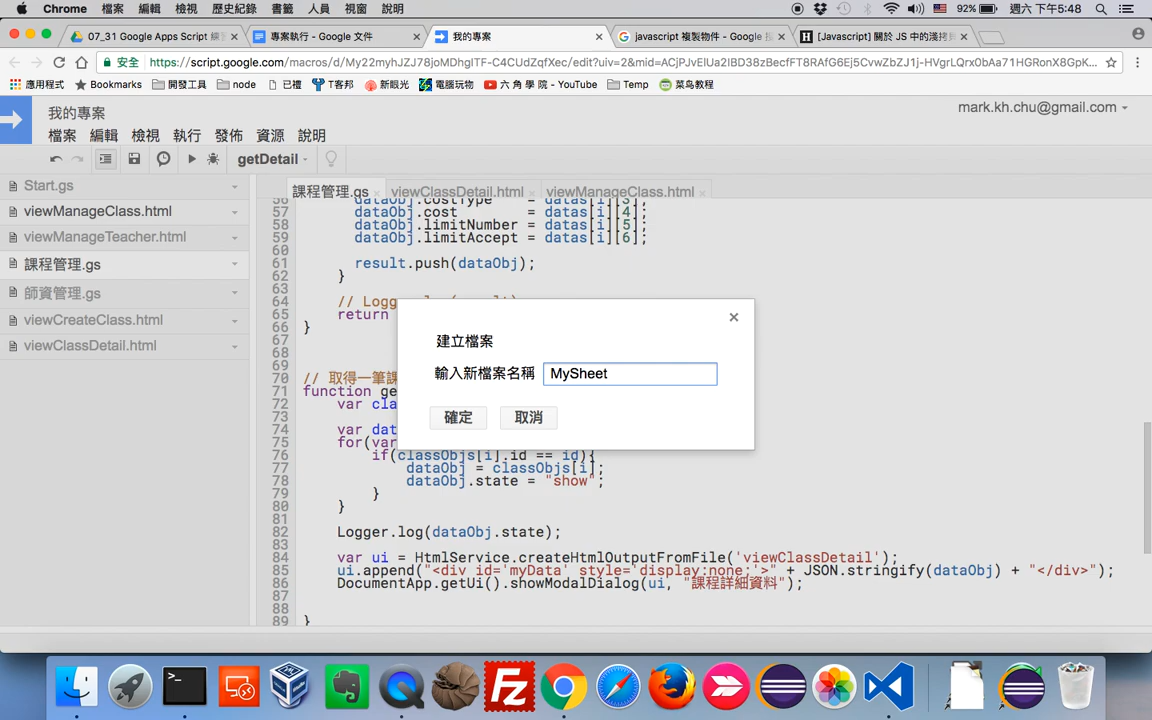 Chrome 檔案 編輯 檢視 歷史紀錄 書籤 人員 視窗 說明 92% 週六 下午5:48
07_31 Google Apps Script 練
專案執行 - Google 文件
我的專案
javascript 複製物件 - Google
[Javascript] 關於 JS 中的淺拷
安全 https://script.google.com/macros/d/My22myhJZJ78joMDhgITF-C4CUdZqfXec/edit?uiv=2&mid=
應用程式 Bookmarks 開發工具 node 已禮 T客邦 新觀光 電腦玩物 六 角 學 院 - YouTube Temp 菜鸟教程
我的專案
mark.kh.chu@gmail.com
檔案 編輯 檢視 執行 發佈 資源 說明
getDetail
Start.gs
viewManageClass.html
viewManageTeacher.html
課程管理.gs
師資管理.gs
viewCreateClass.html
viewClassDetail.html
課程管理.gs viewClassDetail.html viewManageClass.html
56 dataObj.costType = datas[i][3];
57 dataObj.cost = datas[i][4];
58 dataObj.limitNumber = datas[i][5];
59 dataObj.limitAccept = datas[i][6];
60
61 result.push(dataObj);
62 }
63
64 // Logg
65 return
66 }
67
68
69
70 // 取得一筆課
71 function ge
72 var cla
73
74 var dat
75 for(var
76 if(classObjs[i].id == id){
77 dataObj = classObjs[i];
78 dataObj.state = "show";
79 }
80 }
81
82 Logger.log(dataObj.state);
83
84 var ui = HtmlService.createHtmlOutputFromFile('viewClassDetail');
85 ui.append("<div id='myData' style='display:none;'>" + JSON.stringify(dataObj) + "</div>");
86 DocumentApp.getUi().showModalDialog(ui, "課程詳細資料");
87
88
89 }
建立檔案
輸入新檔案名稱 MySheet
確定 取消